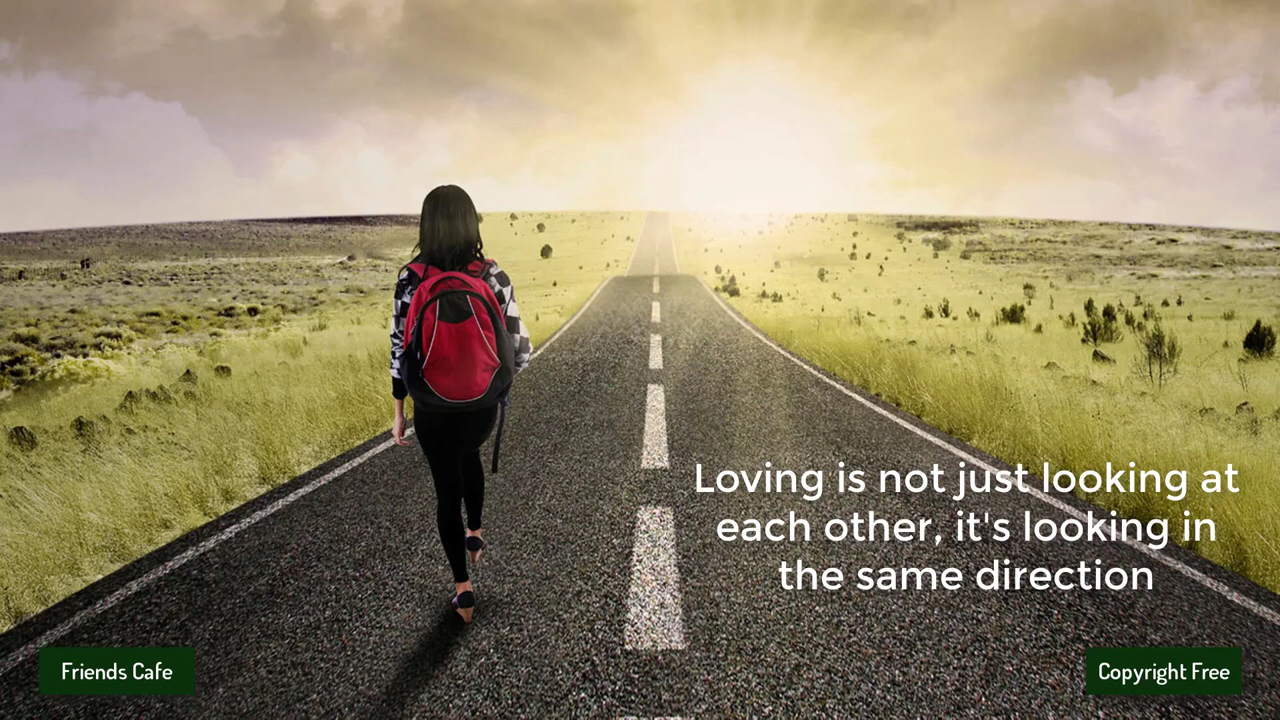 Loving is not just looking at
each other, it's looking in
the same direction
Friends Cafe
Copyright Free